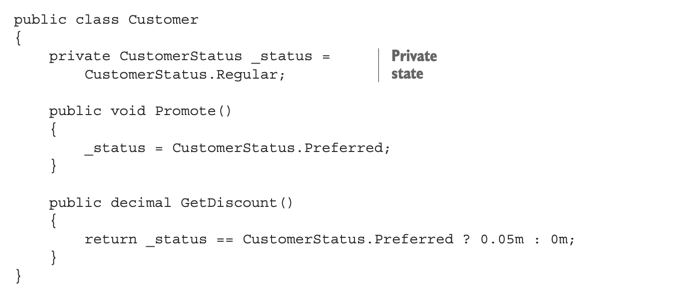 public class Customer
{
    private CustomerStatus _status =
        CustomerStatus.Regular;
Private
state
    public void Promote()
    {
        _status = CustomerStatus.Preferred;
    }
    public decimal GetDiscount()
    {
        return _status == CustomerStatus.Preferred ? 0.05m : 0m;
    }
}